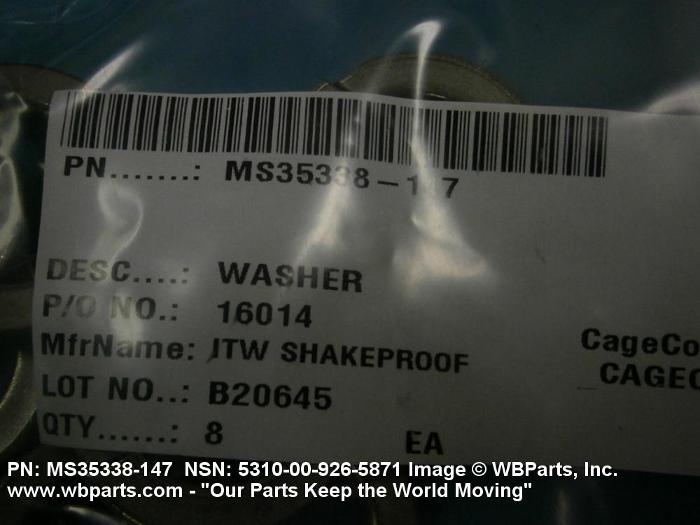 PN.......: MS35338-147
DESC....: WASHER
P/O NO.: 16014
MfrName: ITW SHAKEPROOF
CageCo
LOT NO..: B20645
CAGEC
QTY......: 8 EA
PN: MS35338-147 NSN: 5310-00-926-5871 Image © WBParts, Inc.
www.wbparts.com - "Our Parts Keep the World Moving"